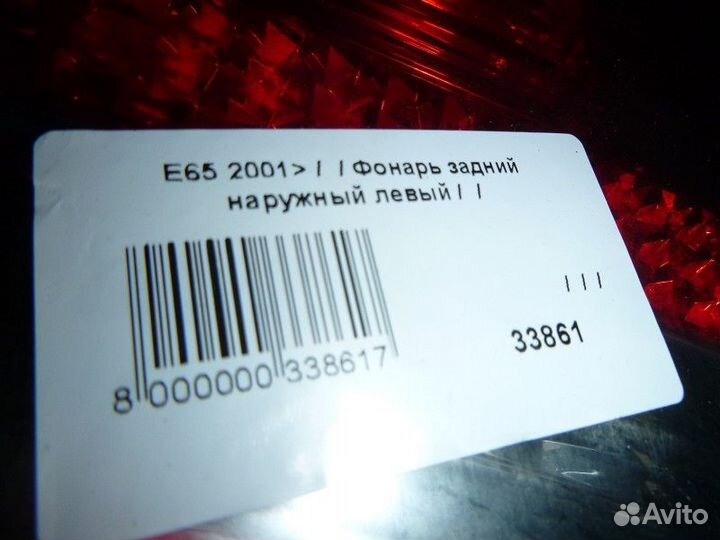 E65 2001> / / Фонарь задний
наружный левый / /
/ / /
33861
8 000000 338617
Avito